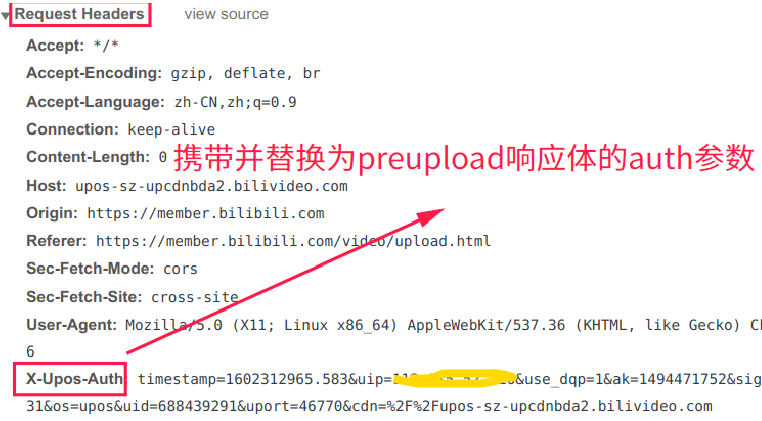 Request Headers view source
Accept: */*
Accept-Encoding: gzip, deflate, br
Accept-Language: zh-CN,zh;q=0.9
Connection: keep-alive
Content-Length: 0 携带并替换为preupload响应体的auth参数
Host: upos-sz-upcdnbda2.bilivideo.com
Origin: https://member.bilibili.com
Referer: https://member.bilibili.com/video/upload.html
Sec-Fetch-Mode: cors
Sec-Fetch-Site: cross-site
User-Agent: Mozilla/5.0 (X11; Linux x86_64) AppleWebKit/537.36 (KHTML, like Gecko)
6
X-Upos-Auth: timestamp=1602312965.583&uip= &use_dqp=1&ak=1494471752&sig
31&os=upos&uid=688439291&uport=46770&cdn=%2F%2Fupos-sz-upcdnbda2.bilivideo.com